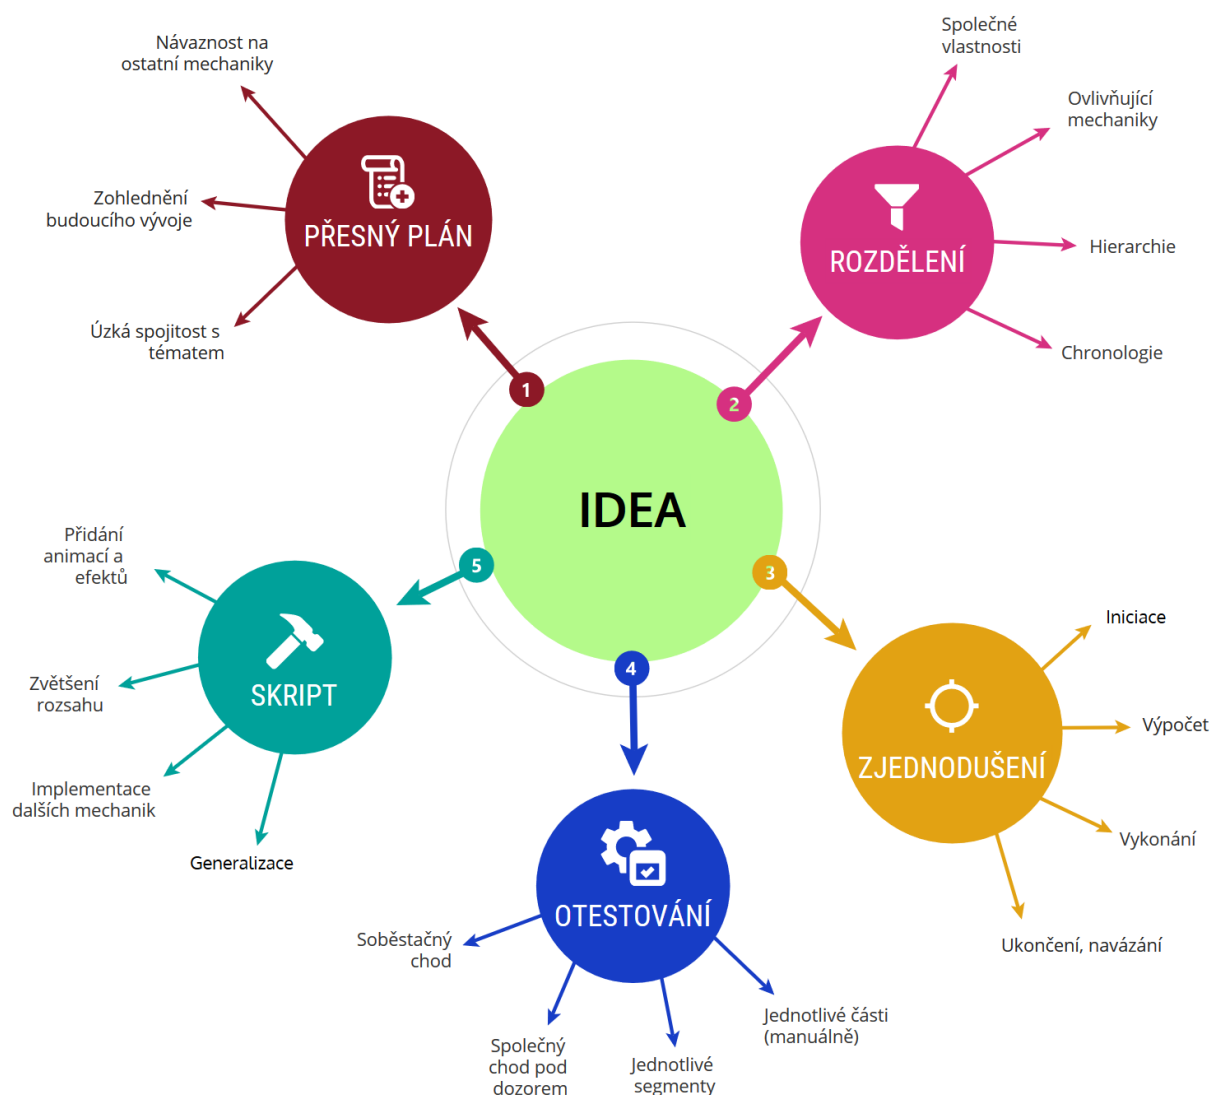 IDEA
1
PŘESNÝ PLÁN
Návaznost na
ostatní mechaniky
Zohlednění
budoucího vývoje
Úzká spojitost s
tématem
2
ROZDĚLENÍ
Společné
vlastnosti
Ovlivňující
mechaniky
Hierarchie
Chronologie
3
ZJEDNODUŠENÍ
Iniciace
Výpočet
Vykonání
Ukončení, navázání
4
OTESTOVÁNÍ
Jednotlivé části
(manuálně)
Jednotlivé
segmenty
Společný
chod pod
dozorem
Soběstačný
chod
5
SKRIPT
Přidání
animací a
efektů
Zvětšení
rozsahu
Implementace
dalších mechanik
Generalizace